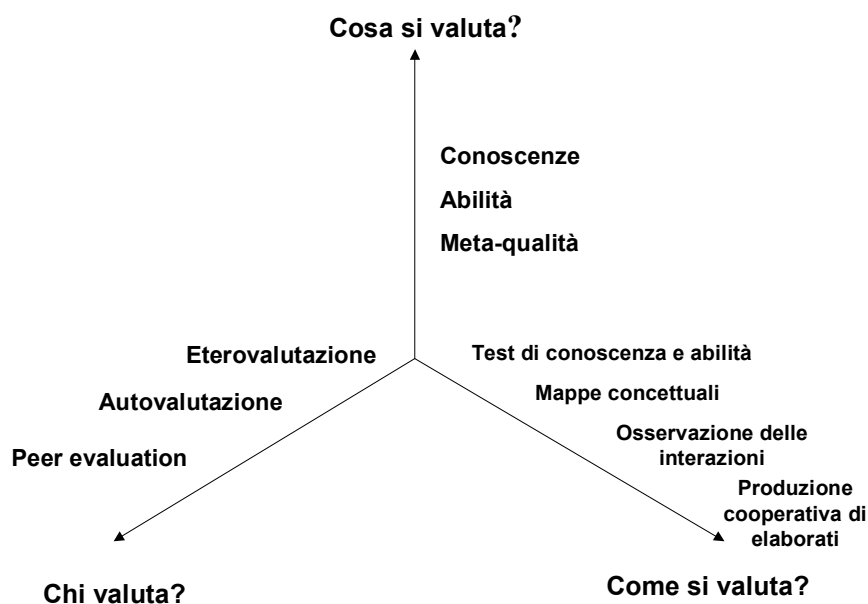 Cosa si valuta?
Conoscenze
Abilità
Meta-qualità
Eterovalutazione
Autovalutazione
Peer evaluation
Chi valuta?
Test di conoscenza e abilità
Mappe concettuali
Osservazione delle
interazioni
Produzione
cooperativa di
elaborati
Come si valuta?